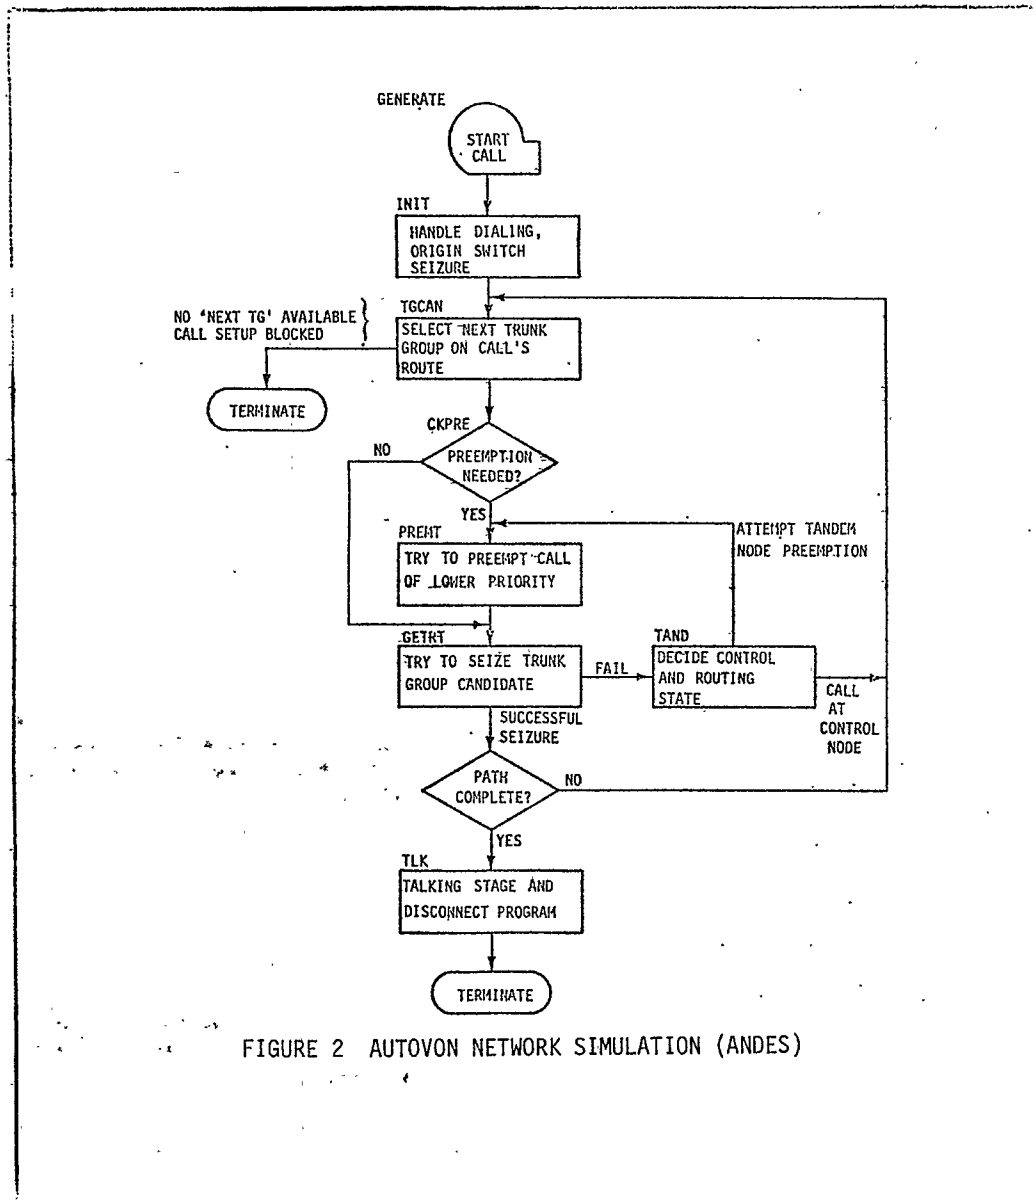 GENERATE
START
CALL
INIT
HANDLE DIALING,
ORIGIN SWITCH
SEIZURE
TGCAN
NO 'NEXT TG' AVAILABLE
CALL SETUP BLOCKED
SELECT NEXT TRUNK
GROUP ON CALL'S
ROUTE
TERMINATE
CKPRE
NO
PREEMPTION
NEEDED?
YES
ATTEMPT TANDEM
NODE PREEMPTION
PREMT
TRY TO PREEMPT CALL
OF LOWER PRIORITY
GETRT
TRY TO SEIZE TRUNK
GROUP CANDIDATE
FAIL
TAND
DECIDE CONTROL
AND ROUTING
STATE
CALL
AT
CONTROL
NODE
SUCCESSFUL
SEIZURE
PATH
COMPLETE?
NO
YES
TLK
TALKING STAGE AND
DISCONNECT PROGRAM
TERMINATE
FIGURE 2 AUTOVON NETWORK SIMULATION (ANDES)